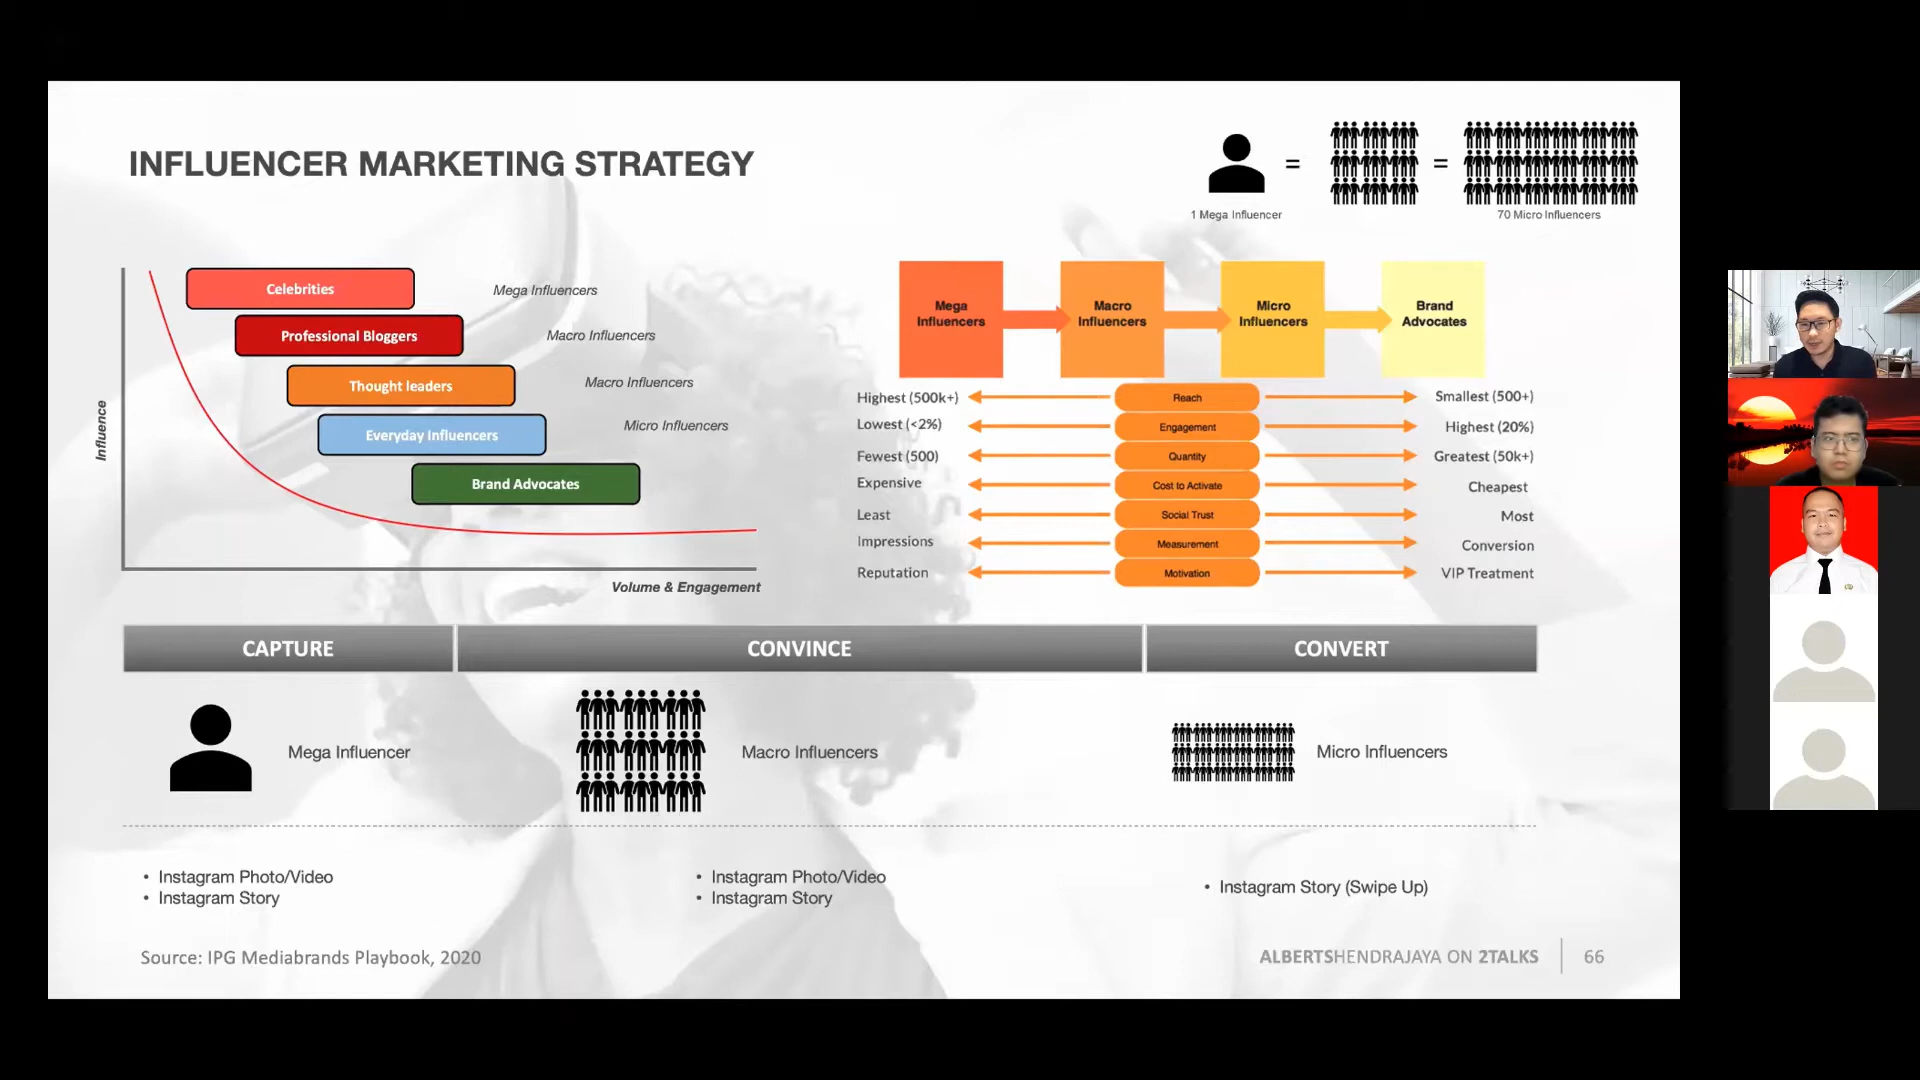 INFLUENCER MARKETING STRATEGY
=
=
1 Mega Influencer
70 Micro Influencers
Influence
Celebrities
Mega Influencers
Professional Bloggers
Macro Influencers
Thought leaders
Macro Influencers
Everyday Influencers
Micro Influencers
Brand Advocates
Volume & Engagement
Mega
Influencers
Macro
Influencers
Micro
Influencers
Brand
Advocates
Highest (500k+)
Reach
Smallest (500+)
Lowest (<2%)
Engagement
Highest (20%)
Fewest (500)
Quantity
Greatest (50k+)
Expensive
Cost to Activate
Cheapest
Least
Social Trust
Most
Impressions
Measurement
Conversion
Reputation
Motivation
VIP Treatment
CAPTURE
CONVINCE
CONVERT
Mega Influencer
Macro Influencers
Micro Influencers
• Instagram Photo/Video
• Instagram Story
• Instagram Photo/Video
• Instagram Story
• Instagram Story (Swipe Up)
Source: IPG Mediabrands Playbook, 2020
ALBERTSHENDRAJAYA ON 2TALKS
66